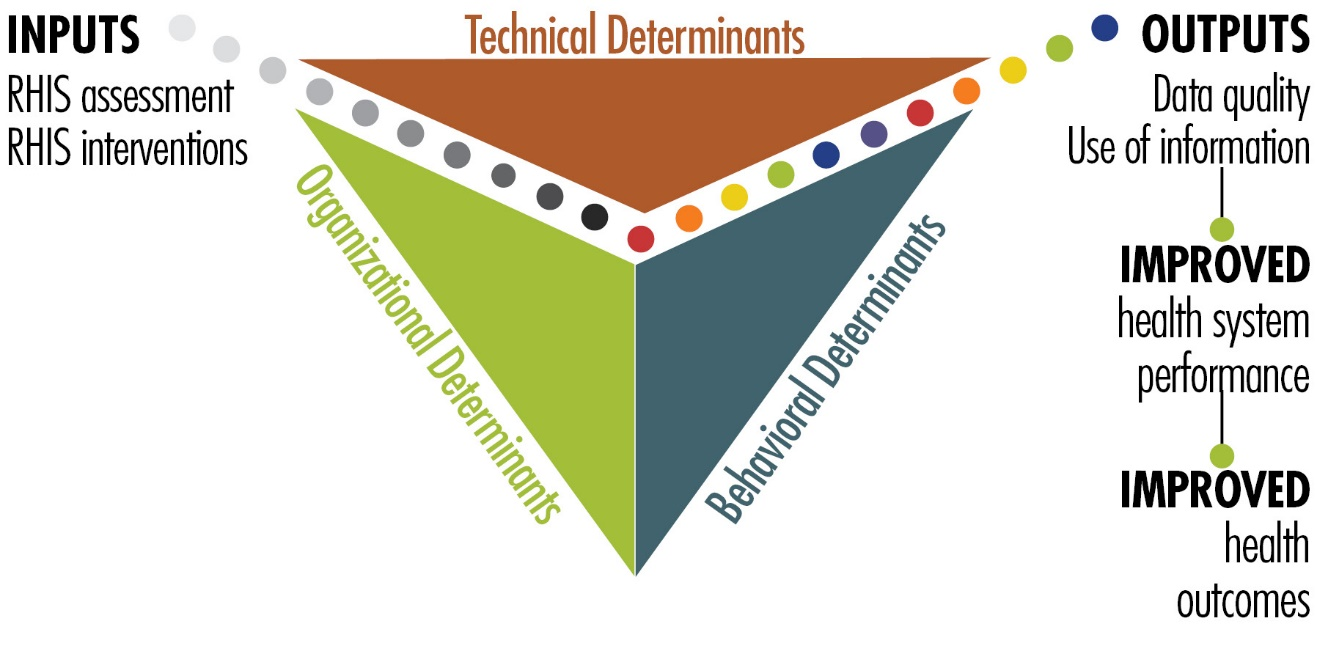 INPUTS
RHIS assessment
RHIS interventions
Technical Determinants
Organizational Determinants
Behavioral Determinants
OUTPUTS
Data quality
Use of information
IMPROVED
health system
performance
IMPROVED
health
outcomes